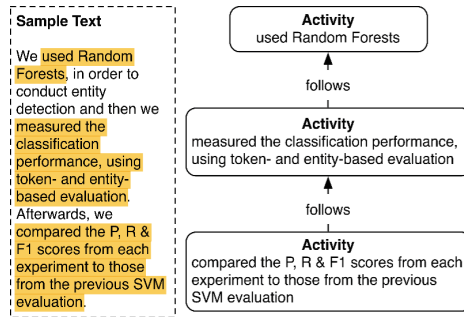 Sample Text
We used Random
Forests, in order to
conduct entity
detection and then we
measured the
classification
performance, using
token- and entity-
based evaluation.
Afterwards, we
compared the P, R &
F1 scores from each
experiment to those
from the previous SVM
evaluation.
Activity
used Random Forests
follows
Activity
measured the classification performance,
using token- and entity-based evaluation
follows
Activity
compared the P, R & F1 scores from each
experiment to those from the previous SVM
evaluation